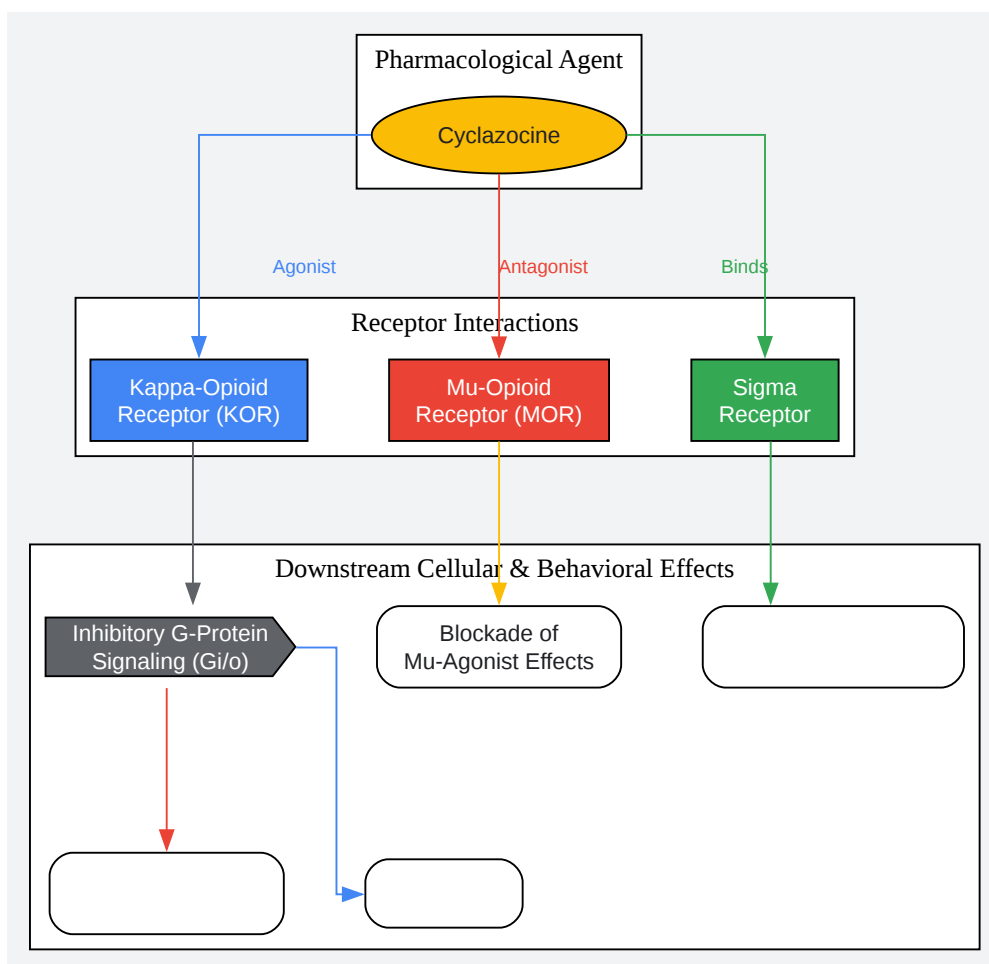 Pharmacological Agent
Cyclazocine
Agonist
Antagonist
Binds
Receptor Interactions
Kappa-Opioid
Receptor (KOR)
Mu-Opioid
Receptor (MOR)
Sigma
Receptor
Downstream Cellular & Behavioral Effects
Inhibitory G-Protein
Signaling (Gi/o)
Blockade of
Mu-Agonist Effects